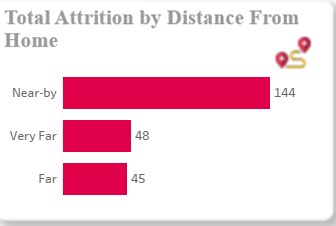 Total Attrition by Distance From
Home
Near-by 144
Very Far 48
Far 45